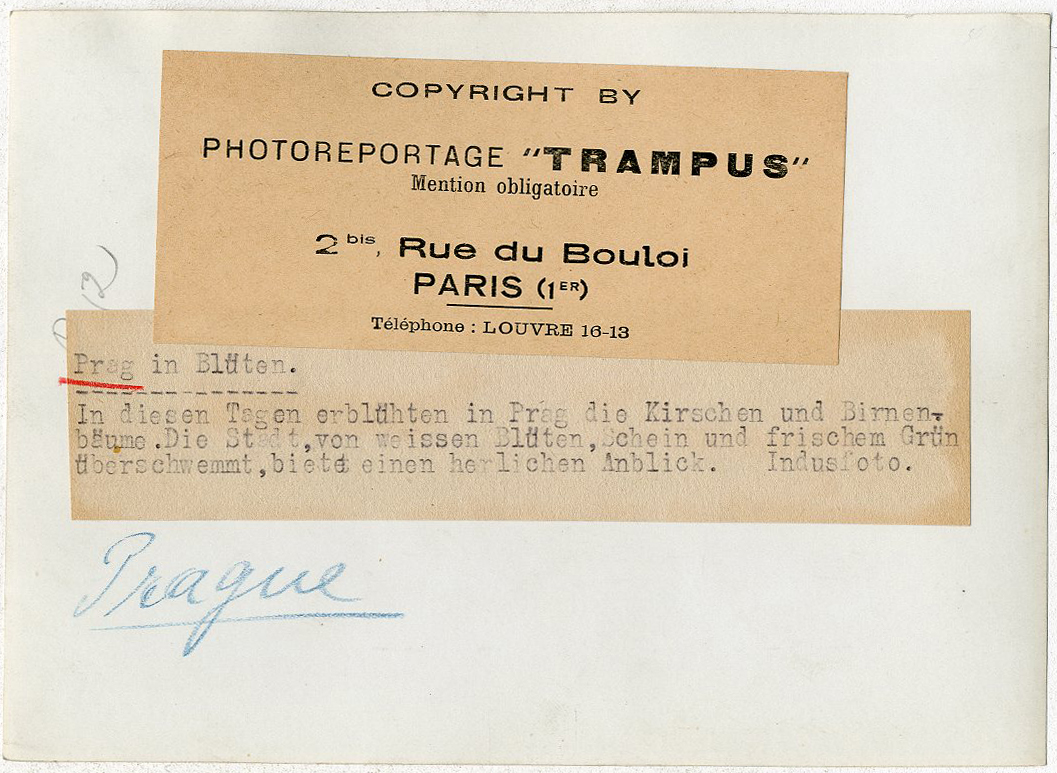 COPYRIGHT BY
PHOTOREPORTAGE "TRAMPUS"
Mention obligatoire
2 bis, Rue du Bouloi
PARIS (1ER)
Téléphone : LOUVRE 16-13
Prag in Blüten.
--------------
In diesen Tagen erblühten in Prag die Kirschen und Birnen-
bäume.Die Stadt,von weissen Blüten,Schein und frischem Grün
überschwemmt,bietet einen herlichen Anblick. Indusfoto.
Prague